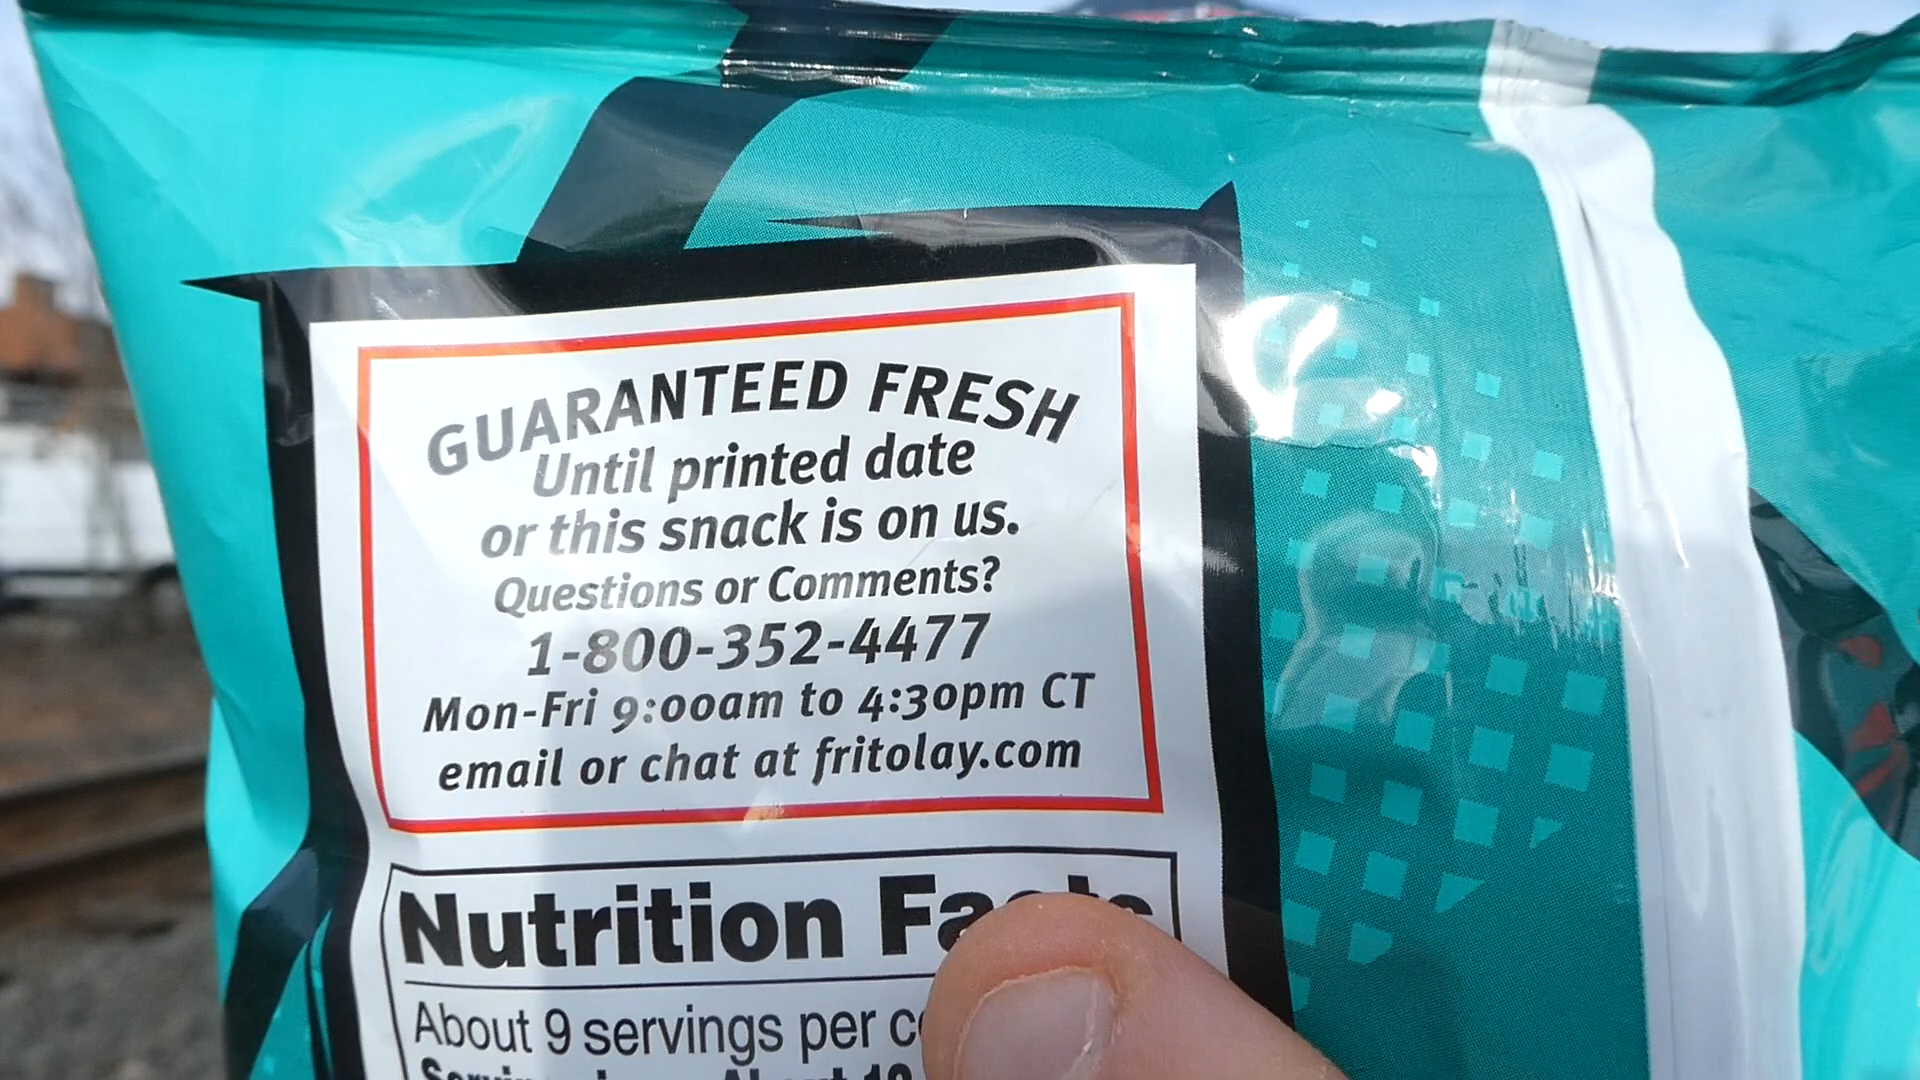 GUARANTEED FRESH
Until printed date
or this snack is on us.
Questions or Comments?
1-800-352-4477
Mon-Fri 9:00am to 4:30pm CT
email or chat at fritolay.com
Nutrition Facts
About 9 servings per